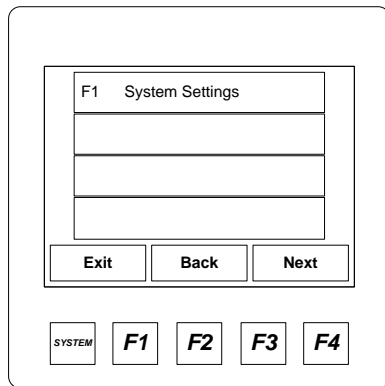 F1 System Settings
Exit Back Next
SYSTEM F1 F2 F3 F4